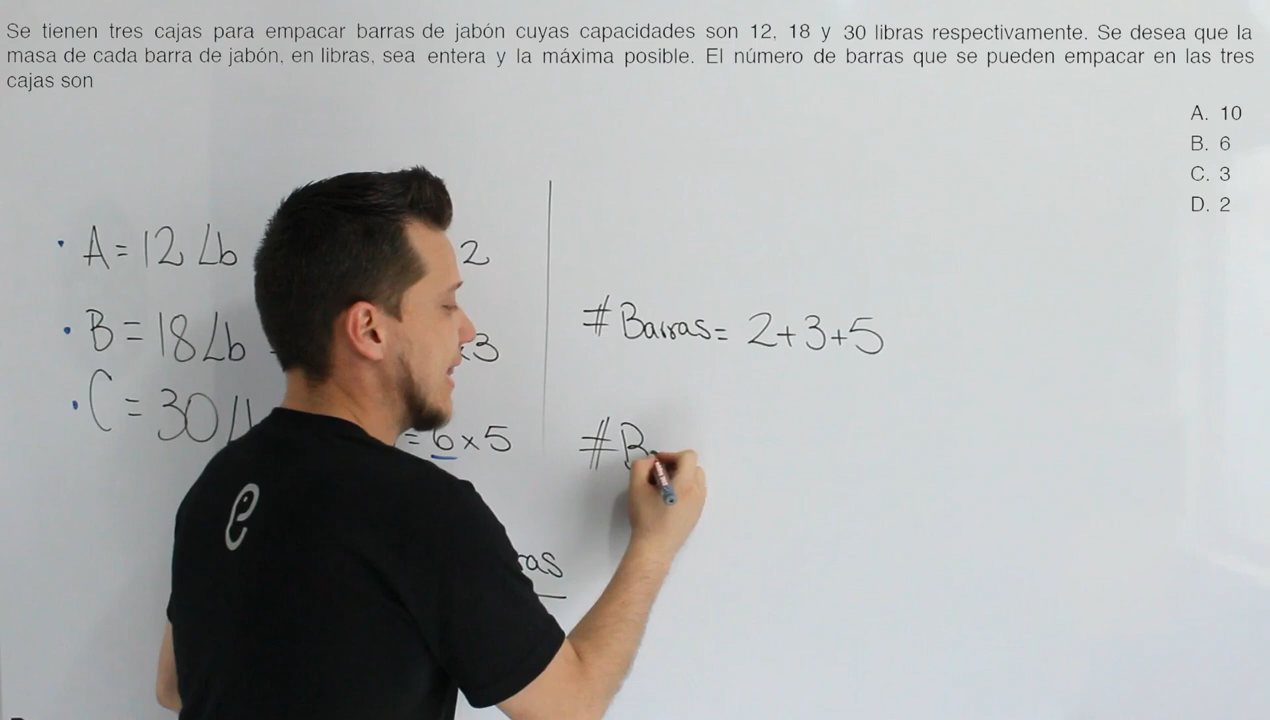 Se tienen tres cajas para empacar barras de jabón cuyas capacidades son 12, 18 y 30 libras respectivamente. Se desea que la
masa de cada barra de jabón, en libras, sea entera y la máxima posible. El número de barras que se pueden empacar en las tres
cajas son
A. 10
B. 6
C. 3
D. 2
• A = 12 Lb 2
• B = 18 Lb x3
• C = 30 = 6 x 5
# Barras = 2+3+5
# B
ras
e